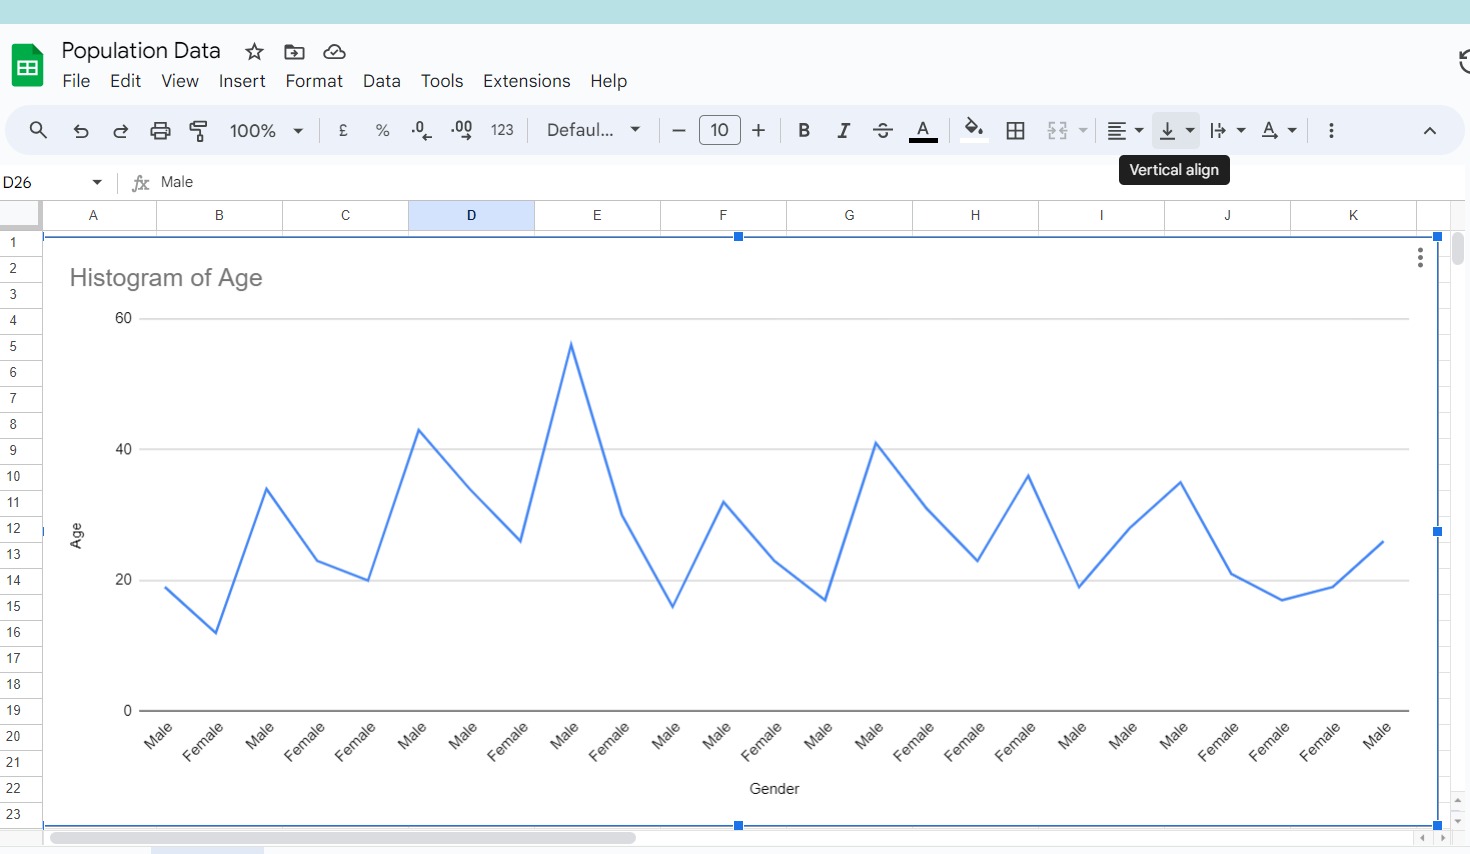 Population Data
File Edit View Insert Format Data Tools Extensions Help
100% £ % .0 .00 123 Defaul... − 10 + B I S A A
Vertical align
D26 fx Male
A B C D E F G H I J K
1
2
3
4
5
6
7
8
9
10
11
12
13
14
15
16
17
18
19
20
21
22
23
Histogram of Age
60
40
20
0
Age
Male Female Male Female Female Male Male Female Male Female Male Male Female Male Male Female Female Female Male Male Male Female Female Female Male
Gender